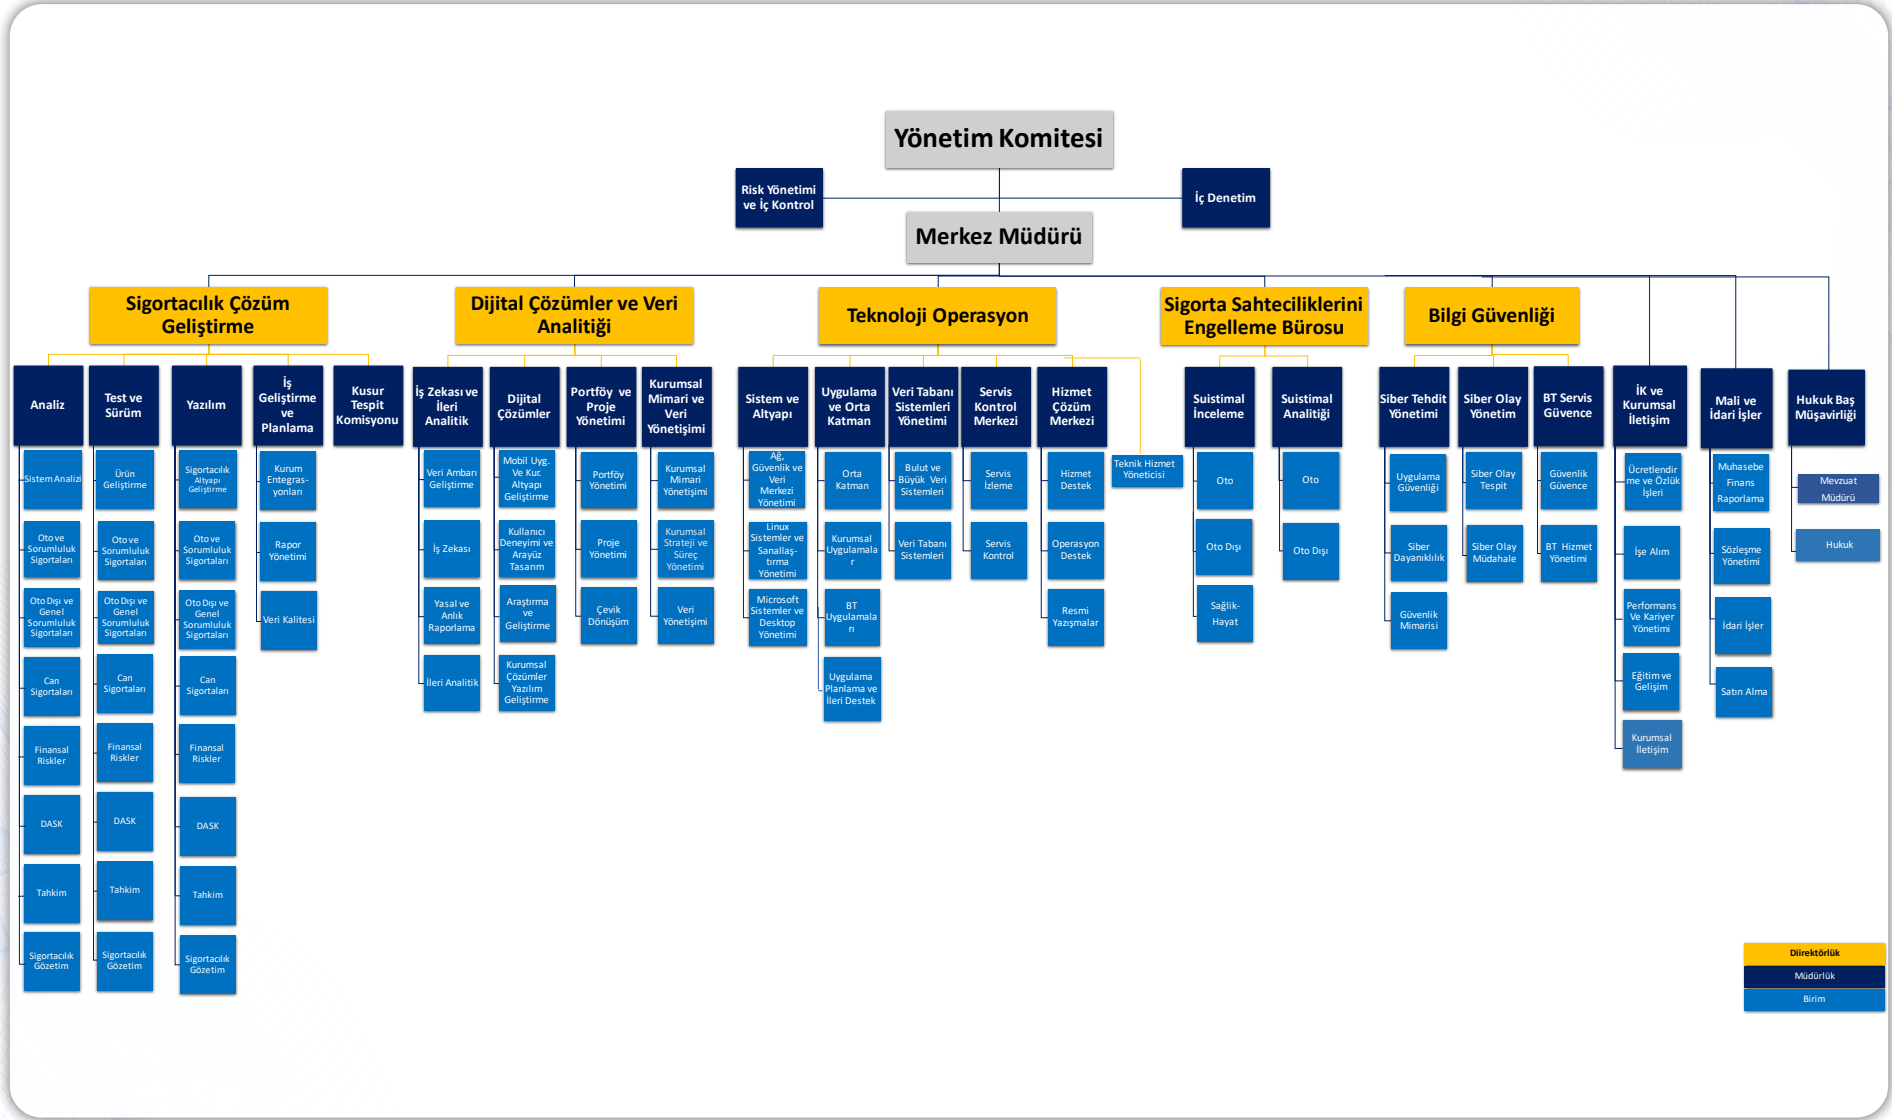 Yönetim Komitesi
Risk Yönetimi
ve İç Kontrol
İç Denetim
Merkez Müdürü
Sigortacılık Çözüm
Geliştirme
Dijital Çözümler ve Veri
Analitiği
Teknoloji Operasyon
Sigorta Sahteciliklerini
Engelleme Bürosu
Bilgi Güvenliği
Analiz
Test ve
Sürüm
Yazılım
İş
Geliştirme
ve
Planlama
Kusur
Tespit
Komisyonu
İş Zekası ve
İleri
Analitik
Dijital
Çözümler
Portföy ve
Proje
Yönetimi
Kurumsal
Mimari ve
Veri
Yönetişimi
Sistem ve
Altyapı
Uygulama
ve Orta
Katman
Veri Tabanı
Sistemleri
Yönetimi
Servis
Kontrol
Merkezi
Hizmet
Çözüm
Merkezi
Suistimal
İnceleme
Suistimal
Analitiği
Siber Tehdit
Yönetimi
Siber Olay
Yönetim
BT Servis
Güvence
İK ve
Kurumsal
İletişim
Mali ve
İdari İşler
Hukuk Baş
Müşavirliği
Sistem Analizi
Oto ve
Sorumluluk
Sigortaları
Oto Dışı ve
Genel
Sorumluluk
Sigortaları
Can
Sigortaları
Finansal
Riskler
DASK
Tahkim
Sigortacılık
Gözetim
Ürün
Geliştirme
Oto ve
Sorumluluk
Sigortaları
Oto Dışı ve
Genel
Sorumluluk
Sigortaları
Can
Sigortaları
Finansal
Riskler
DASK
Tahkim
Sigortacılık
Gözetim
Sigortacılık
Altyapı
Geliştirme
Oto ve
Sorumluluk
Sigortaları
Oto Dışı ve
Genel
Sorumluluk
Sigortaları
Can
Sigortaları
Finansal
Riskler
DASK
Tahkim
Sigortacılık
Gözetim
Kurum
Entegras-
yonları
Rapor
Yönetimi
Veri Kalitesi
Veri Ambarı
Geliştirme
İş Zekası
Yasal ve
Anlık
Raporlama
İleri Analitik
Mobil Uyg.
Ve Kur.
Altyapı
Geliştirme
Kullanıcı
Deneyimi ve
Arayüz
Tasarım
Araştırma
ve
Geliştirme
Kurumsal
Çözümler
Yazılım
Geliştirme
Portföy
Yönetimi
Proje
Yönetimi
Çevik
Dönüşüm
Kurumsal
Mimari
Yönetişimi
Kurumsal
Strateji ve
Süreç
Yönetimi
Veri
Yönetişimi
Ağ,
Güvenlik ve
Veri
Merkezi
Yönetimi
Linux
Sistemler ve
Sanallaş-
tırma
Yönetimi
Microsoft
Sistemler ve
Desktop
Yönetimi
Orta
Katman
Kurumsal
Uygulamala
r
BT
Uygulamala
rı
Uygulama
Planlama ve
İleri Destek
Bulut ve
Büyük Veri
Sistemleri
Veri Tabanı
Sistemleri
Servis
İzleme
Servis
Kontrol
Hizmet
Destek
Operasyon
Destek
Resmi
Yazışmalar
Teknik Hizmet
Yöneticisi
Oto
Oto Dışı
Sağlık-
Hayat
Oto
Oto Dışı
Uygulama
Güvenliği
Siber
Dayanıklılık
Güvenlik
Mimarisi
Siber Olay
Tespit
Siber Olay
Müdahale
Güvenlik
Güvence
BT Hizmet
Yönetimi
Ücretlendir
me ve Özlük
İşleri
İşe Alım
Performans
Ve Kariyer
Yönetimi
Eğitim ve
Gelişim
Kurumsal
İletişim
Muhasebe
Finans
Raporlama
Sözleşme
Yönetimi
İdari İşler
Satın Alma
Mevzuat
Müdürü
Hukuk
Diirektörlük
Müdürlük
Birim